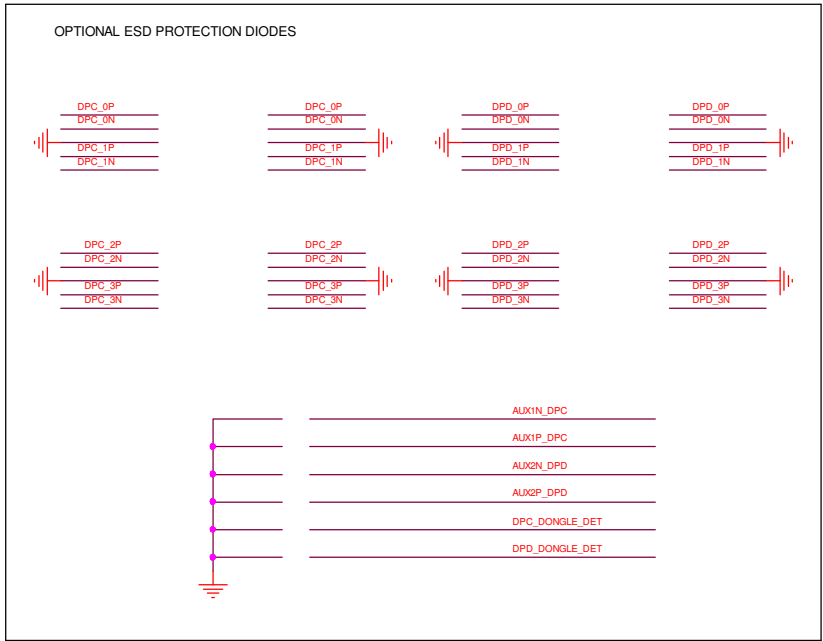 OPTIONAL ESD PROTECTION DIODES
DPC_0P DPC_0P DPD_0P DPD_0P
DPC_0N DPC_0N DPD_0N DPD_0N
DPC_1P DPC_1P DPD_1P DPD_1P
DPC_1N DPC_1N DPD_1N DPD_1N
DPC_2P DPC_2P DPD_2P DPD_2P
DPC_2N DPC_2N DPD_2N DPD_2N
DPC_3P DPC_3P DPD_3P DPD_3P
DPC_3N DPC_3N DPD_3N DPD_3N
AUX1N_DPC
AUX1P_DPC
AUX2N_DPD
AUX2P_DPD
DPC_DONGLE_DET
DPD_DONGLE_DET